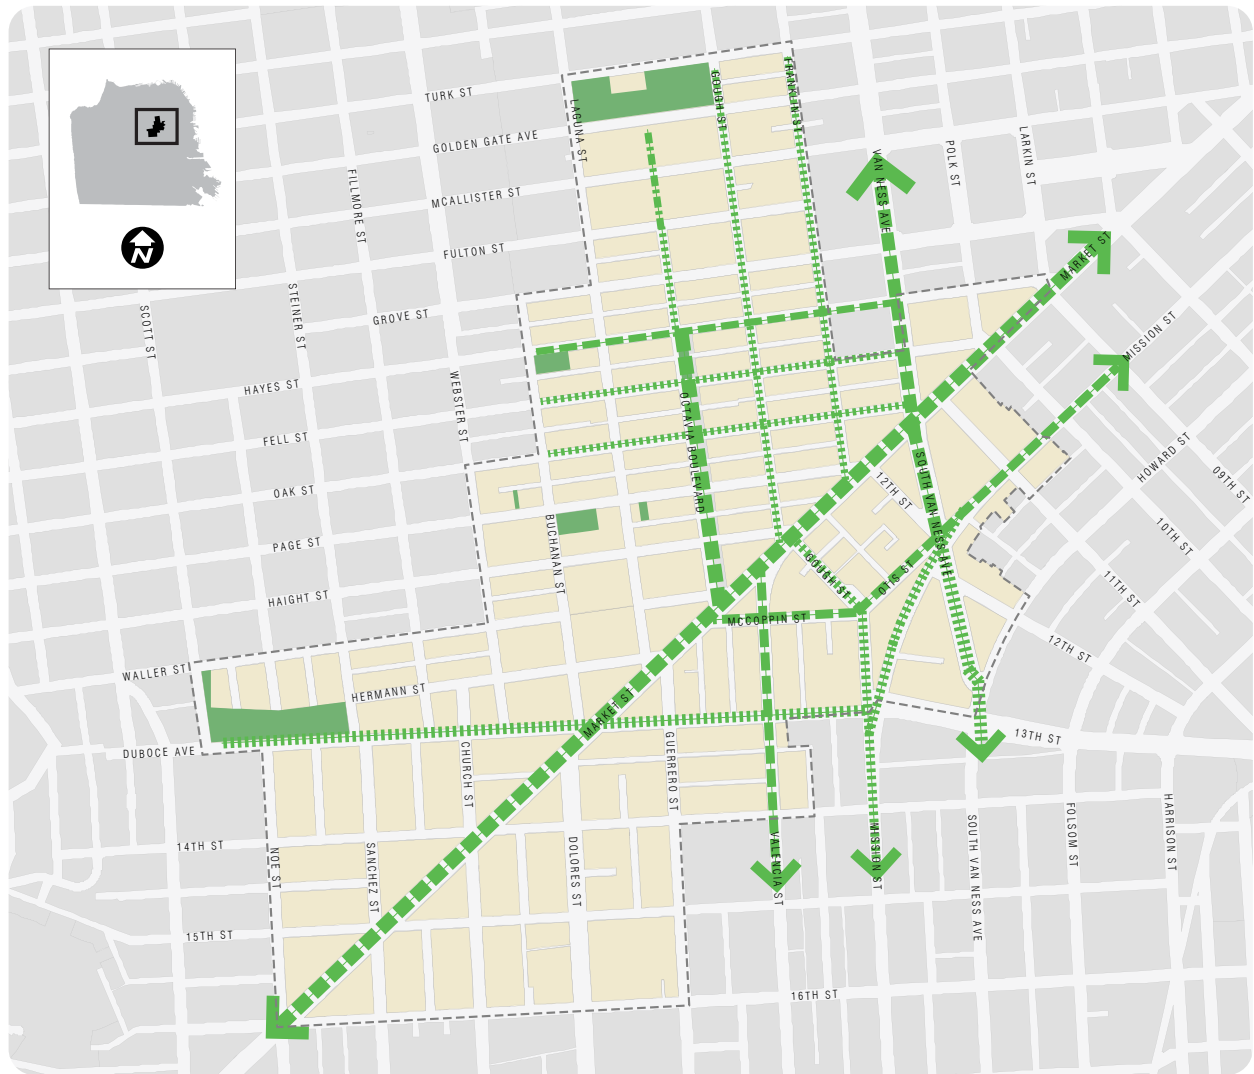 N
TURK ST
GOLDEN GATE AVE
MCALLISTER ST
FULTON ST
GROVE ST
HAYES ST
FELL ST
OAK ST
PAGE ST
HAIGHT ST
WALLER ST
HERMANN ST
DUBOCE AVE
14TH ST
15TH ST
16TH ST
SCOTT ST
STEINER ST
FILLMORE ST
WEBSTER ST
BUCHANAN ST
LAGUNA ST
OCTAVIA BOULEVARD
GOUGH ST
FRANKLIN ST
VAN NESS AVE
POLK ST
LARKIN ST
MARKET ST
MISSION ST
HOWARD ST
09TH ST
10TH ST
11TH ST
12TH ST
12TH ST
SOUTH VAN NESS AVE
GOUGH ST
OTIS ST
MCCOPPIN ST
MARKET ST
13TH ST
NOE ST
SANCHEZ ST
CHURCH ST
DOLORES ST
GUERRERO ST
VALENCIA ST
MISSION ST
SOUTH VAN NESS AVE
FOLSOM ST
HARRISON ST